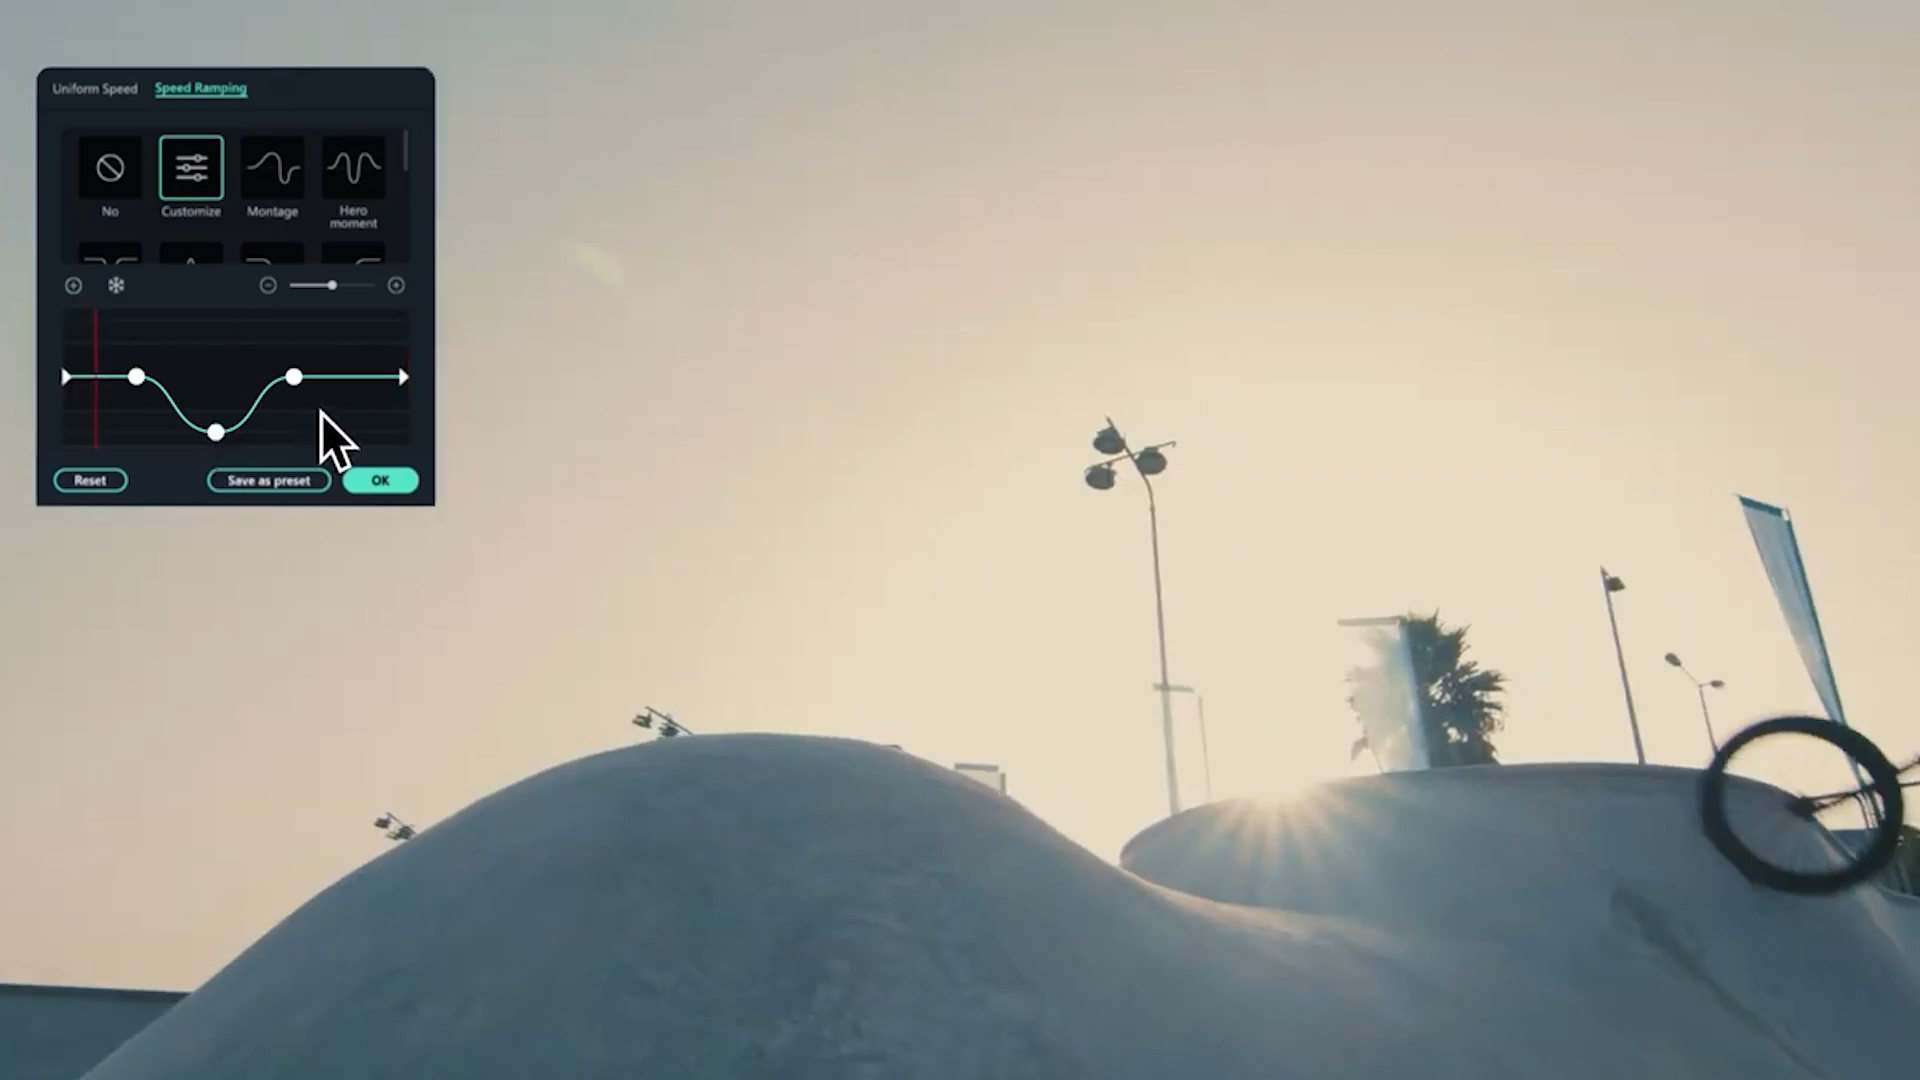 Uniform Speed Speed Ramping
No Customize Montage Hero
moment
Reset Save as preset OK